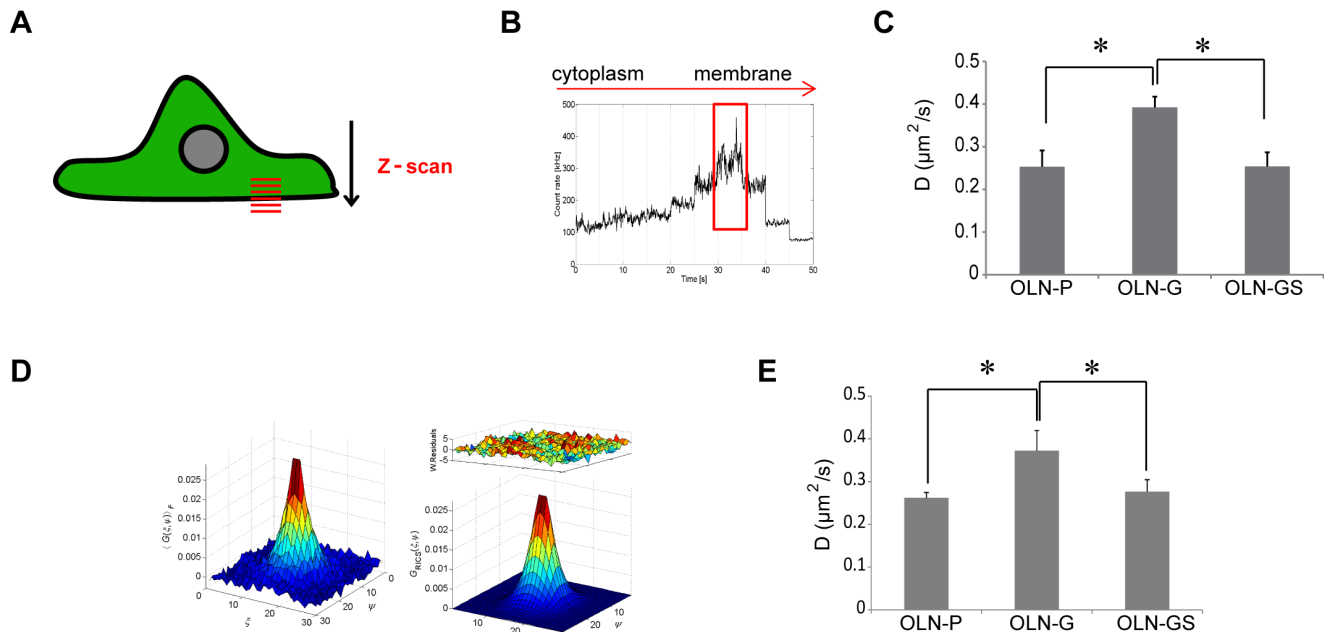 A
Z - scan
B
cytoplasm membrane
500
400
300
200
100
0
Count rate [kHz]
0 10 20 30 40 50
Time [s]
C
* *
0.5
0.4
0.3
0.2
0.1
0
D (µm²/s)
OLN-P OLN-G OLN-GS
D
0.025
0.02
0.015
0.01
0.005
0
⟨ G(ξ,ψ)⟩ F
0 10 20 30
ξ
30 20 10 0
ψ
5
0
-5
W.Residuals
0.025
0.02
0.015
0.01
0.005
0
G RICS (ξ,ψ)
10 20
20 10
ψ
E
* *
0.5
0.4
0.3
0.2
0.1
0
D (µm²/s)
OLN-P OLN-G OLN-GS